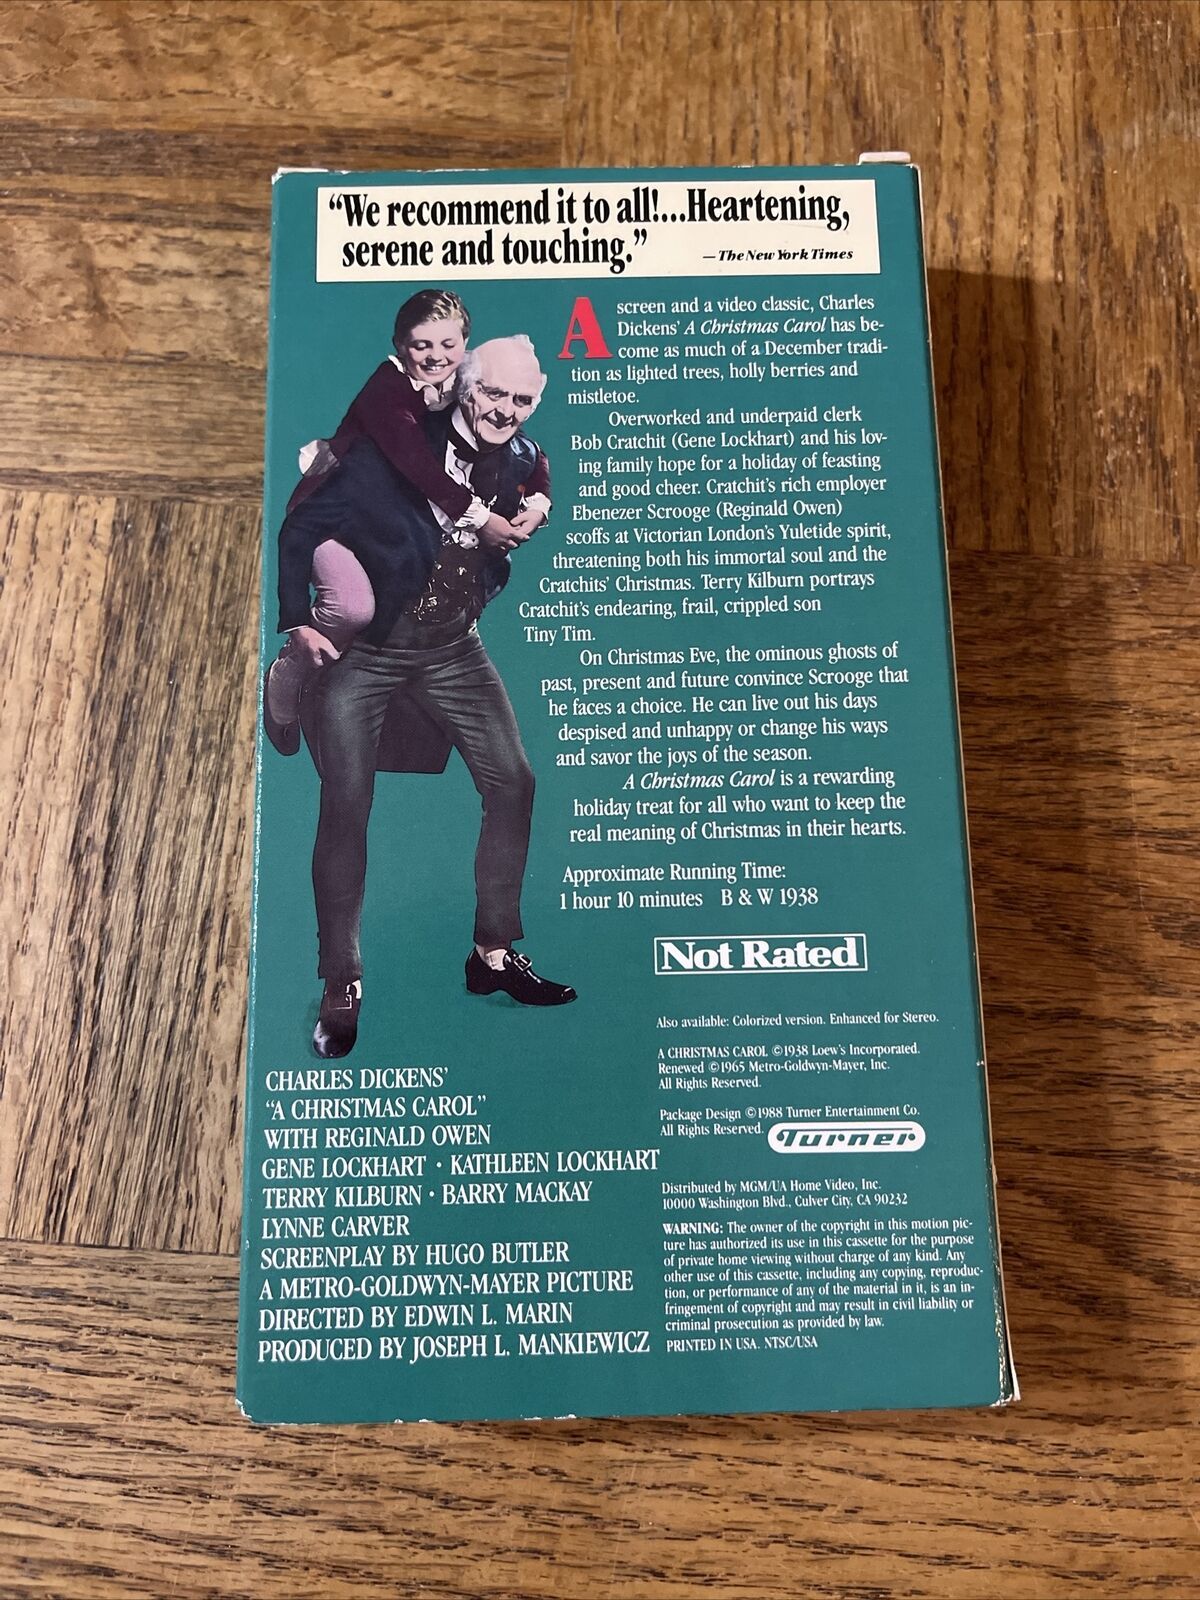 “We recommend it to all!...Heartening,
serene and touching.”
— The New York Times
A screen and a video classic, Charles
Dickens' A Christmas Carol has be-
come as much of a December tradi-
tion as lighted trees, holly berries and
mistletoe.
Overworked and underpaid clerk
Bob Cratchit (Gene Lockhart) and his lov-
ing family hope for a holiday of feasting
and good cheer. Cratchit's rich employer
Ebenezer Scrooge (Reginald Owen)
scoffs at Victorian London's Yuletide spirit,
threatening both his immortal soul and the
Cratchits' Christmas. Terry Kilburn portrays
Cratchit's endearing, frail, crippled son
Tiny Tim.
On Christmas Eve, the ominous ghosts of
past, present and future convince Scrooge that
he faces a choice. He can live out his days
despised and unhappy or change his ways
and savor the joys of the season.
A Christmas Carol is a rewarding
holiday treat for all who want to keep the
real meaning of Christmas in their hearts.
Approximate Running Time:
1 hour 10 minutes B & W 1938
Not Rated
Also available: Colorized version. Enhanced for Stereo.
A CHRISTMAS CAROL ©1938 Loew's Incorporated.
Renewed ©1965 Metro-Goldwyn-Mayer, Inc.
All Rights Reserved.
Package Design ©1988 Turner Entertainment Co.
All Rights Reserved.
Turner
Distributed by MGM/UA Home Video, Inc.
10000 Washington Blvd., Culver City, CA 90232
WARNING: The owner of the copyright in this motion pic-
ture has authorized its use in this cassette for the purpose
of private home viewing without charge of any kind. Any
other use of this cassette, including any copying, reproduc-
tion, or performance of any of the material in it, is an in-
fringement of copyright and may result in civil liability or
criminal prosecution as provided by law.
PRINTED IN USA. NTSC/USA
CHARLES DICKENS'
“A CHRISTMAS CAROL”
WITH REGINALD OWEN
GENE LOCKHART · KATHLEEN LOCKHART
TERRY KILBURN · BARRY MACKAY
LYNNE CARVER
SCREENPLAY BY HUGO BUTLER
A METRO-GOLDWYN-MAYER PICTURE
DIRECTED BY EDWIN L. MARIN
PRODUCED BY JOSEPH L. MANKIEWICZ